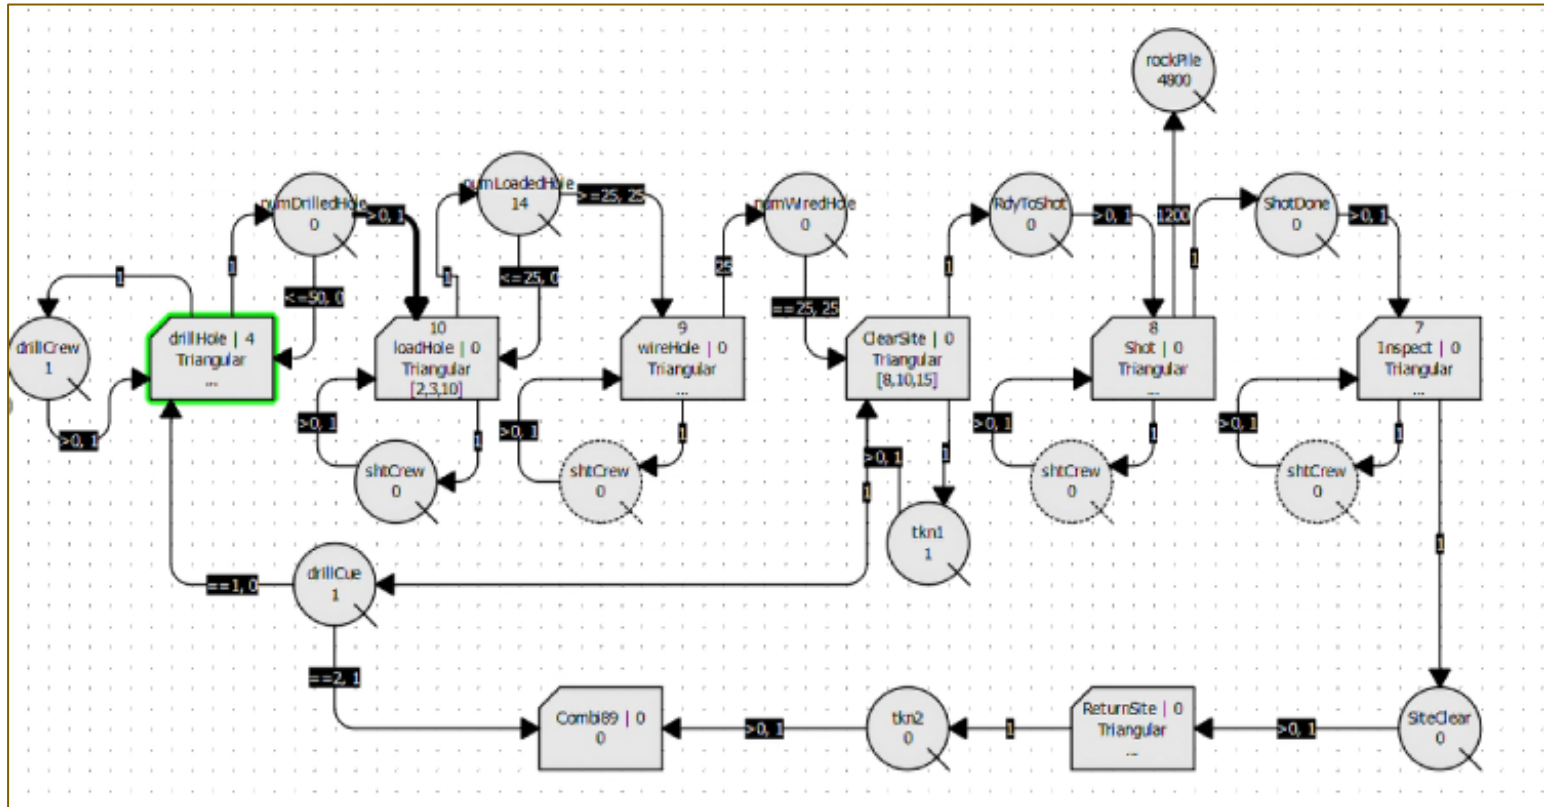 rockPile
4800
numDrilledHole
0
>0, 1
numLoadedHole
14
>=25, 25
numWiredHole
0
RdyToShot
0
>0, 1
1200
ShotDone
0
>0, 1
1
1
1
25
1
1
<=50, 0
<=25, 0
==25, 25
drillCrew
1
drillHole | 4
Triangular
...
10
loadHole | 0
Triangular
[2,3,10]
9
wireHole | 0
Triangular
...
ClearSite | 0
Triangular
[8,10,15]
8
Shot | 0
Triangular
...
7
Inspect | 0
Triangular
...
>0, 1
>0, 1
1
>0, 1
1
>0, 1
1
1
>0, 1
1
>0, 1
1
shtCrew
0
shtCrew
0
shtCrew
0
shtCrew
0
tkn1
1
1
drillCue
1
==1, 0
==2, 1
Combi89 | 0
0
>0, 1
tkn2
0
1
ReturnSite | 0
Triangular
...
>0, 1
SiteClear
0